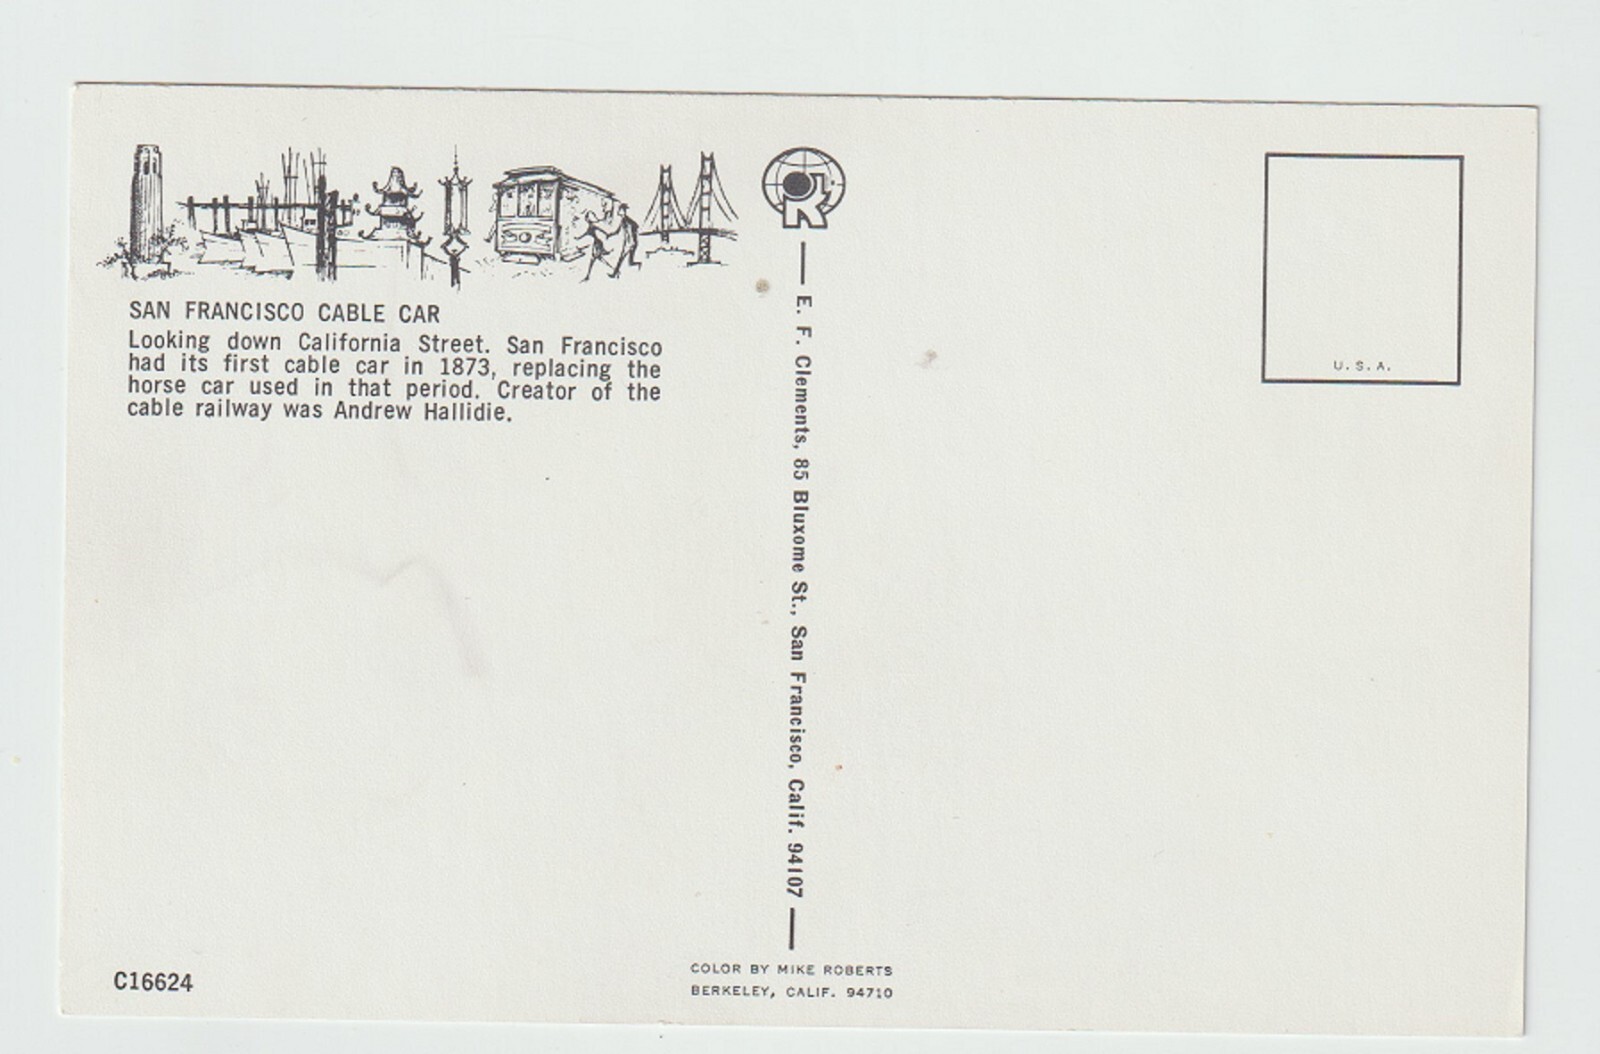 SAN FRANCISCO CABLE CAR
Looking down California Street. San Francisco
had its first cable car in 1873, replacing the
horse car used in that period. Creator of the
cable railway was Andrew Hallidie.
C16624
E. F. Clements, 85 Bluxome St., San Francisco, Calif. 94107
COLOR BY MIKE ROBERTS
BERKELEY, CALIF. 94710
U. S. A.